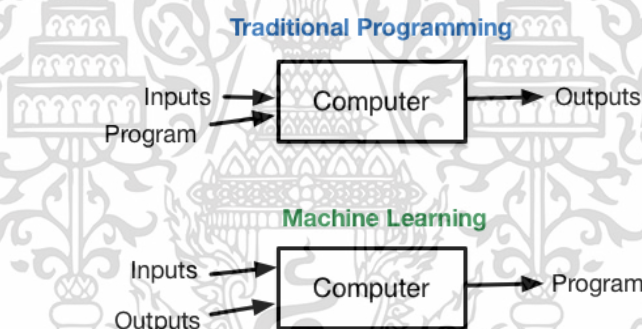 Traditional Programming
Inputs
Computer
Outputs
Program
Machine Learning
Inputs
Computer
Program
Outputs